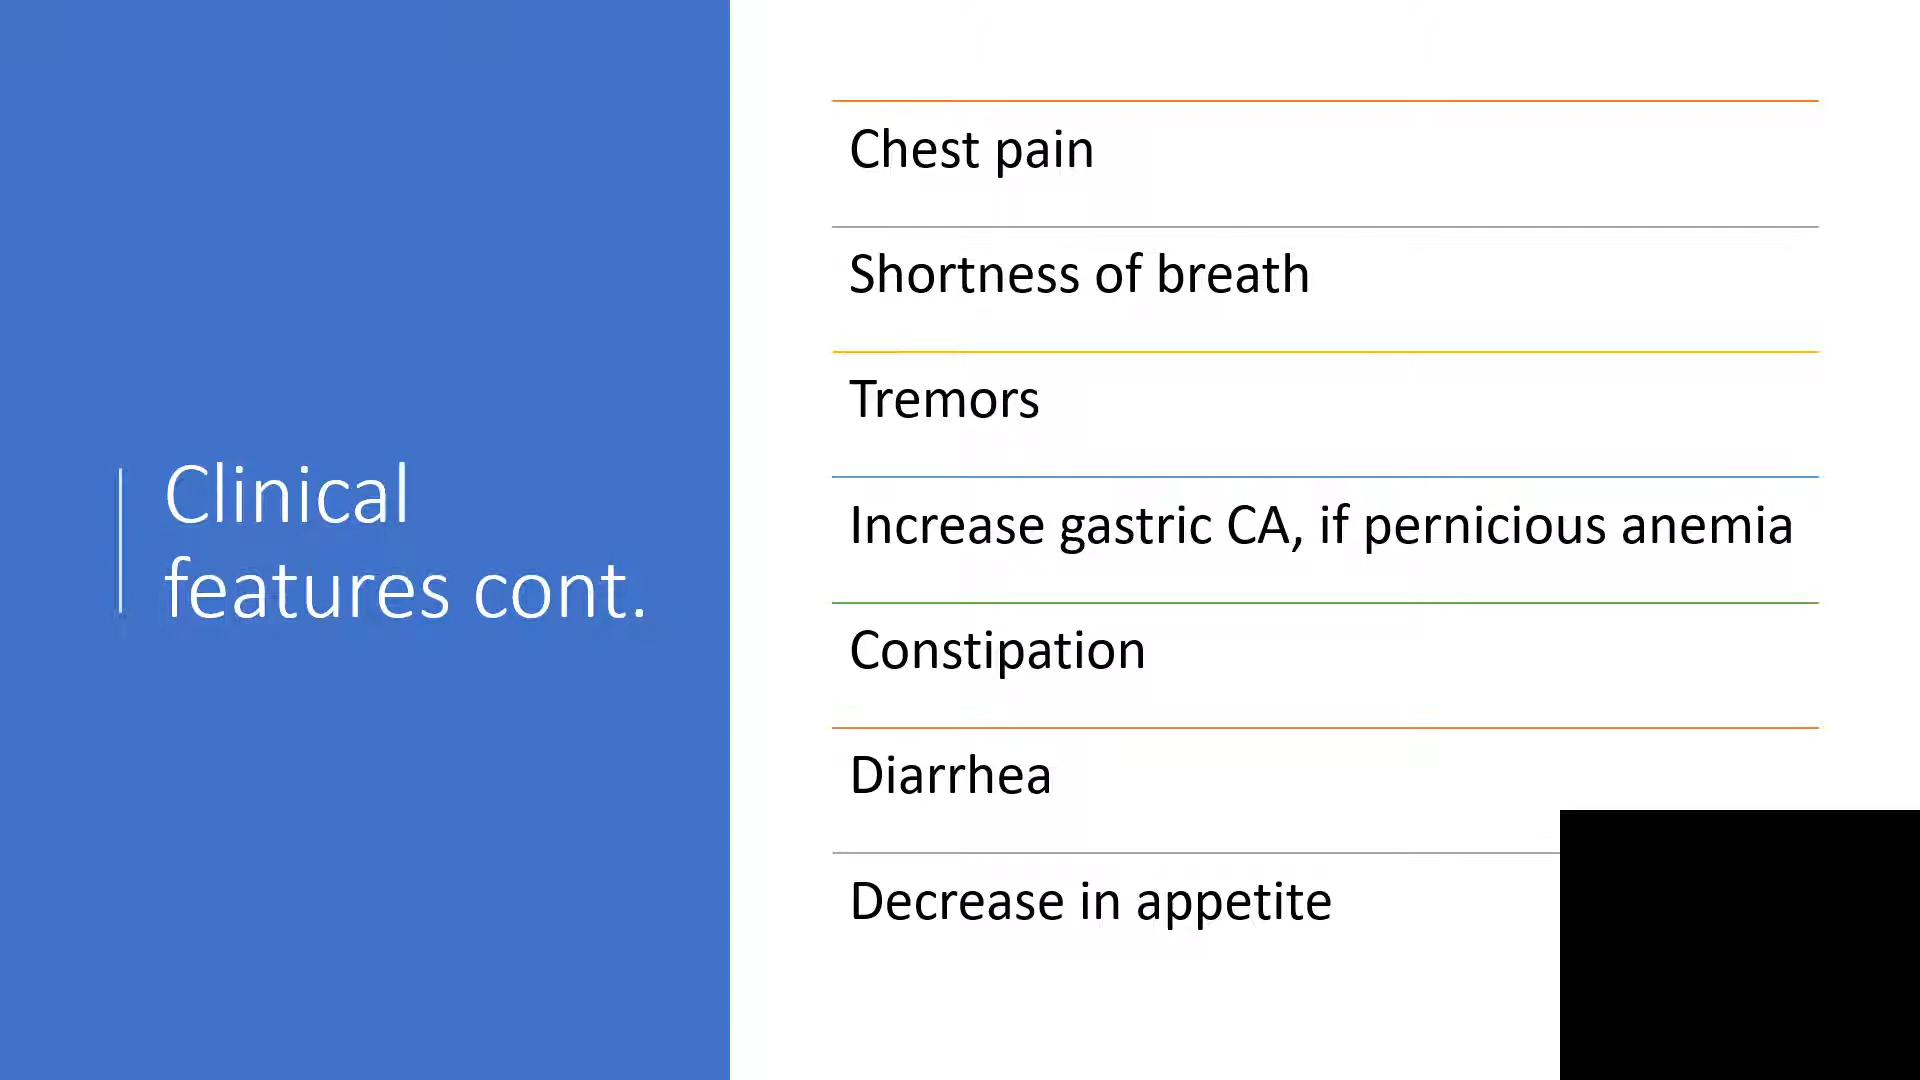 Clinical
features cont.
Chest pain
Shortness of breath
Tremors
Increase gastric CA, if pernicious anemia
Constipation
Diarrhea
Decrease in appetite